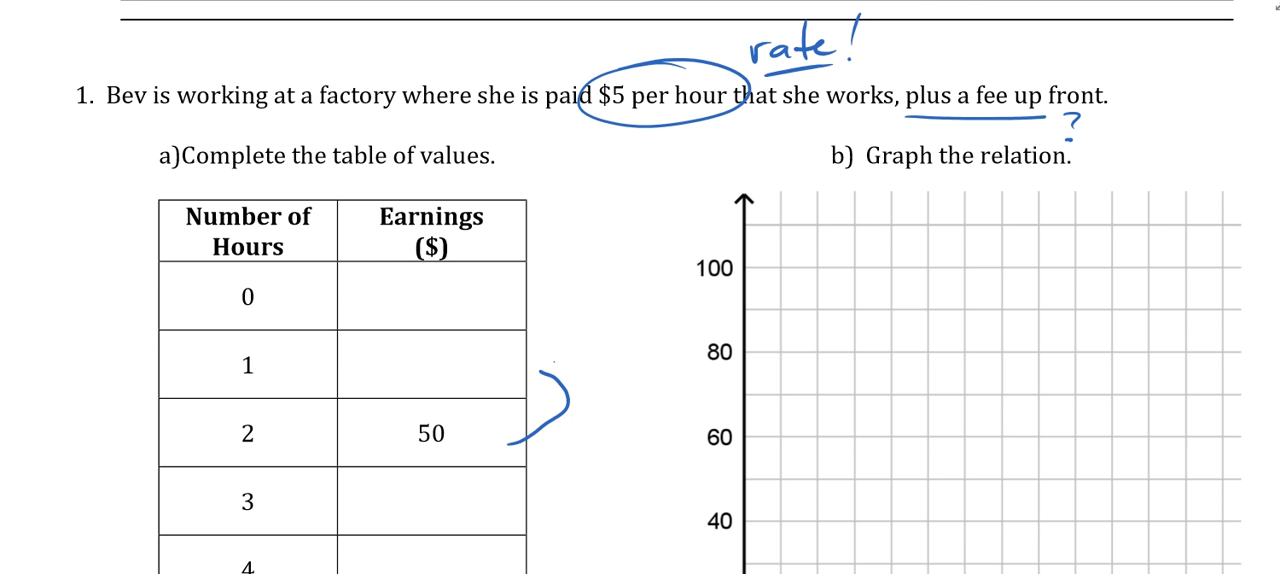 rate!
1. Bev is working at a factory where she is paid $5 per hour that she works, plus a fee up front.
?
a)Complete the table of values.
b) Graph the relation.
Number of Hours
Earnings ($)
0
1
2 50
3
4
100
80
60
40